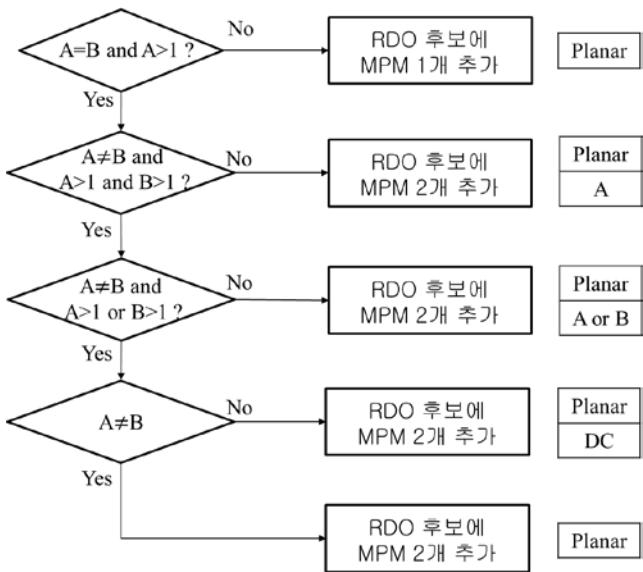 A=B and A>1 ?
No
RDO 후보에
MPM 1개 추가
Planar
Yes
A≠B and
A>1 and B>1 ?
No
RDO 후보에
MPM 2개 추가
Planar
A
Yes
A≠B and
A>1 or B>1 ?
No
RDO 후보에
MPM 2개 추가
Planar
A or B
Yes
A≠B
No
RDO 후보에
MPM 2개 추가
Planar
DC
Yes
RDO 후보에
MPM 2개 추가
Planar